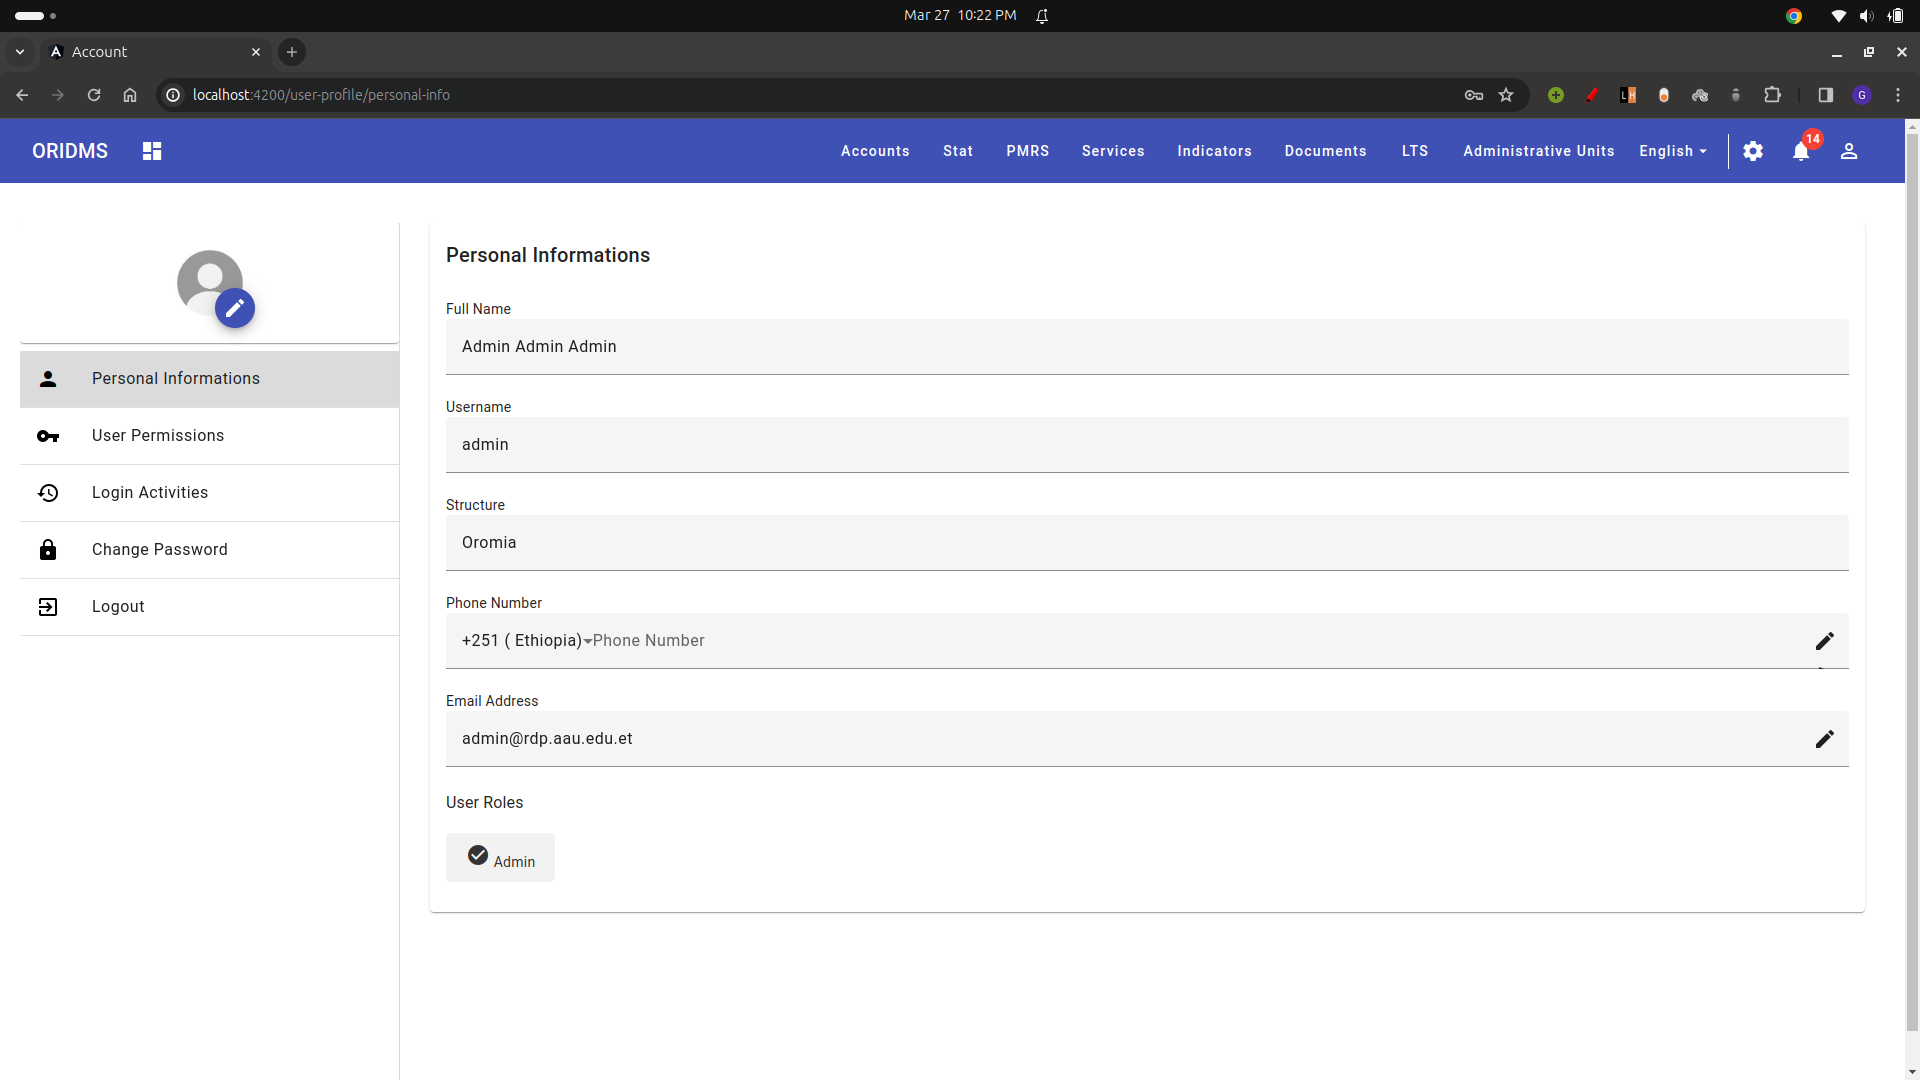 Mar 27 10:22 PM
Account
localhost:4200/user-profile/personal-info
LH
G
ORIDMS
Accounts Stat PMRS Services Indicators Documents LTS Administrative Units English 14
Personal Informations
User Permissions
Login Activities
Change Password
Logout
Personal Informations
Full Name
Admin Admin Admin
Username
admin
Structure
Oromia
Phone Number
+251 ( Ethiopia) Phone Number
Email Address
admin@rdp.aau.edu.et
User Roles
Admin